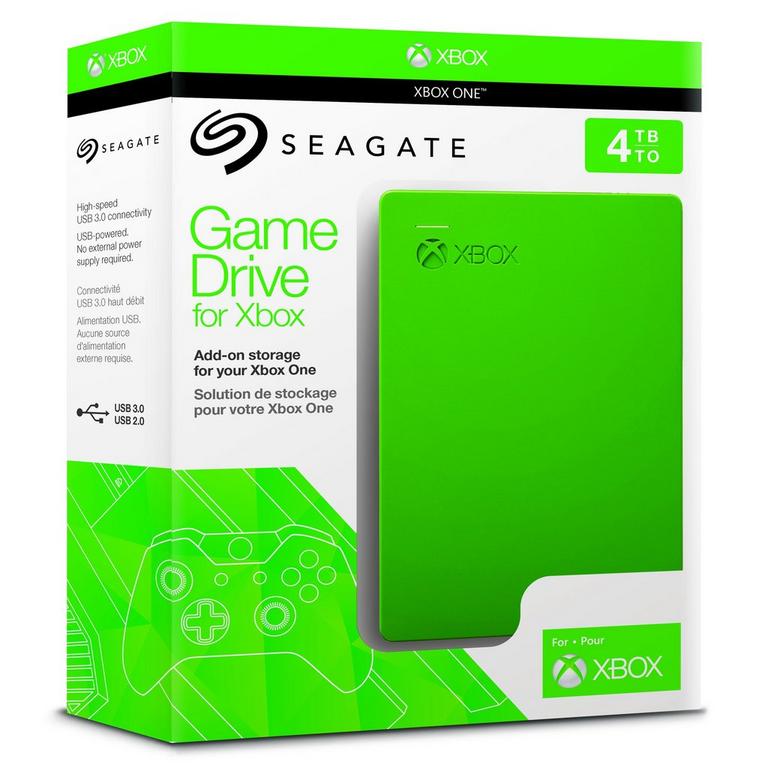 XBOX
SEAGATE
High-speed
USB 3.0 connectivity
USB-powered.
No external power
supply required.
Connectivité
USB 3.0 haut débit
Alimentation USB.
Aucune source
d'alimentation
externe requise.
USB 3.0
USB 2.0
XBOX
XBOX ONE™
SEAGATE
4 TB
TO
Game
Drive
for Xbox
Add-on storage
for your Xbox One
Solution de stockage
pour votre Xbox One
XBOX
For • Pour
XBOX